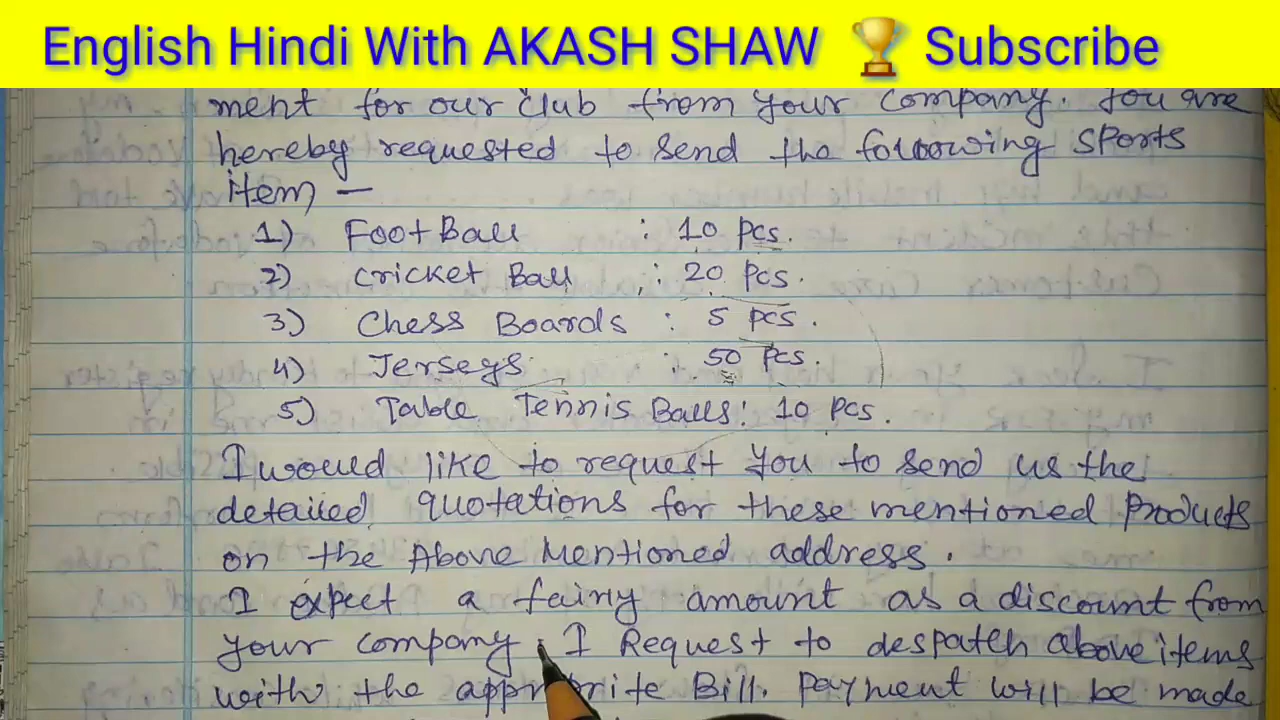 English Hindi With AKASH SHAW 🏆 Subscribe
ment for our club from your company. You are
hereby requested to send the following sports
item —
1) FootBall : 10 Pcs.
2) Cricket Ball : 20 Pcs.
3) Chess Boards : 5 Pcs.
4) Jerseys : 50 Pcs.
5) Table Tennis Balls: 10 Pcs.
I would like to request you to send us the
detailed quotations for these mentioned Products
on the Above Mentioned address.
I expect a fairly amount as a discount from
your company. I Request to despatch above items
with the Bill. Payment will be made